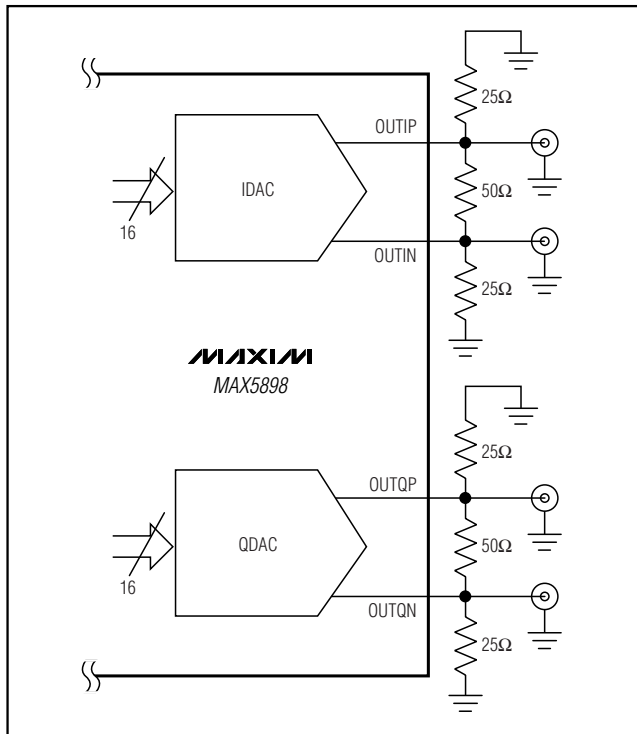 25Ω
OUTIP
IDAC
50Ω
16
OUTIN
25Ω
MAXIM
MAX5898
25Ω
OUTQP
QDAC
50Ω
16
OUTQN
25Ω